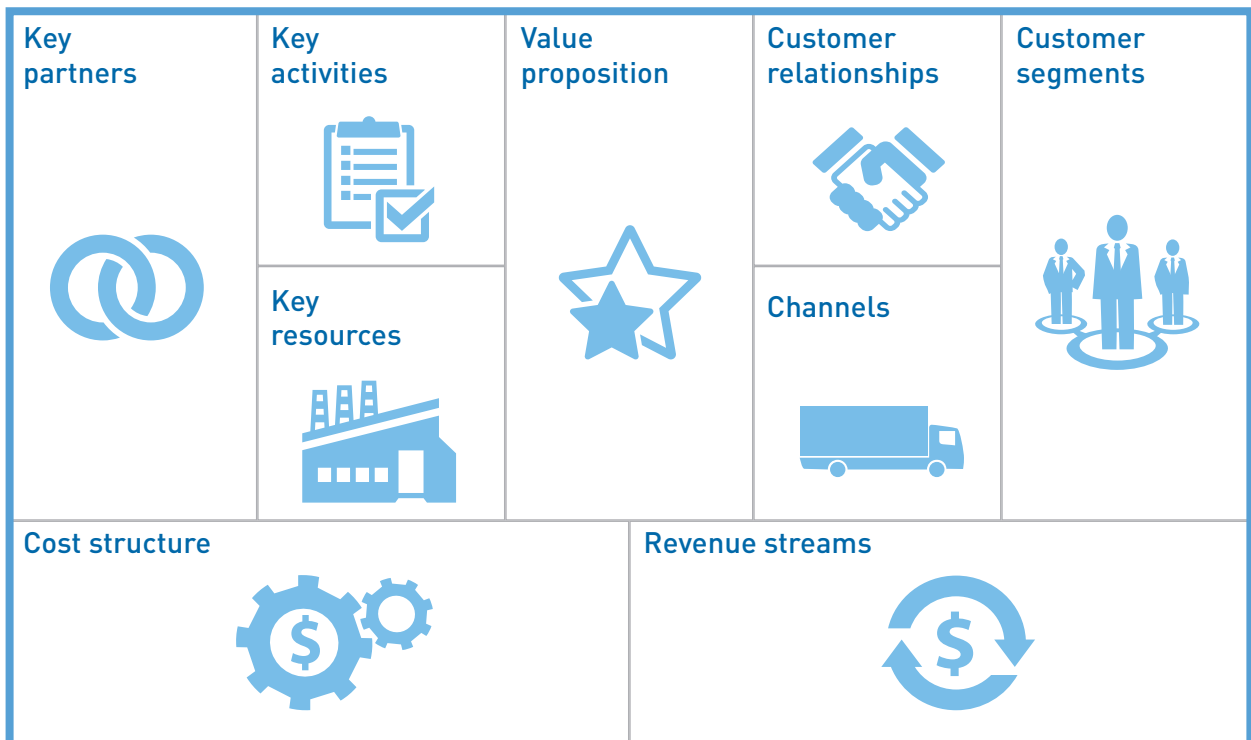 Key
partners
Key
activities
Key
resources
Value
proposition
Customer
relationships
Channels
Customer
segments
Cost structure
$
Revenue streams
$